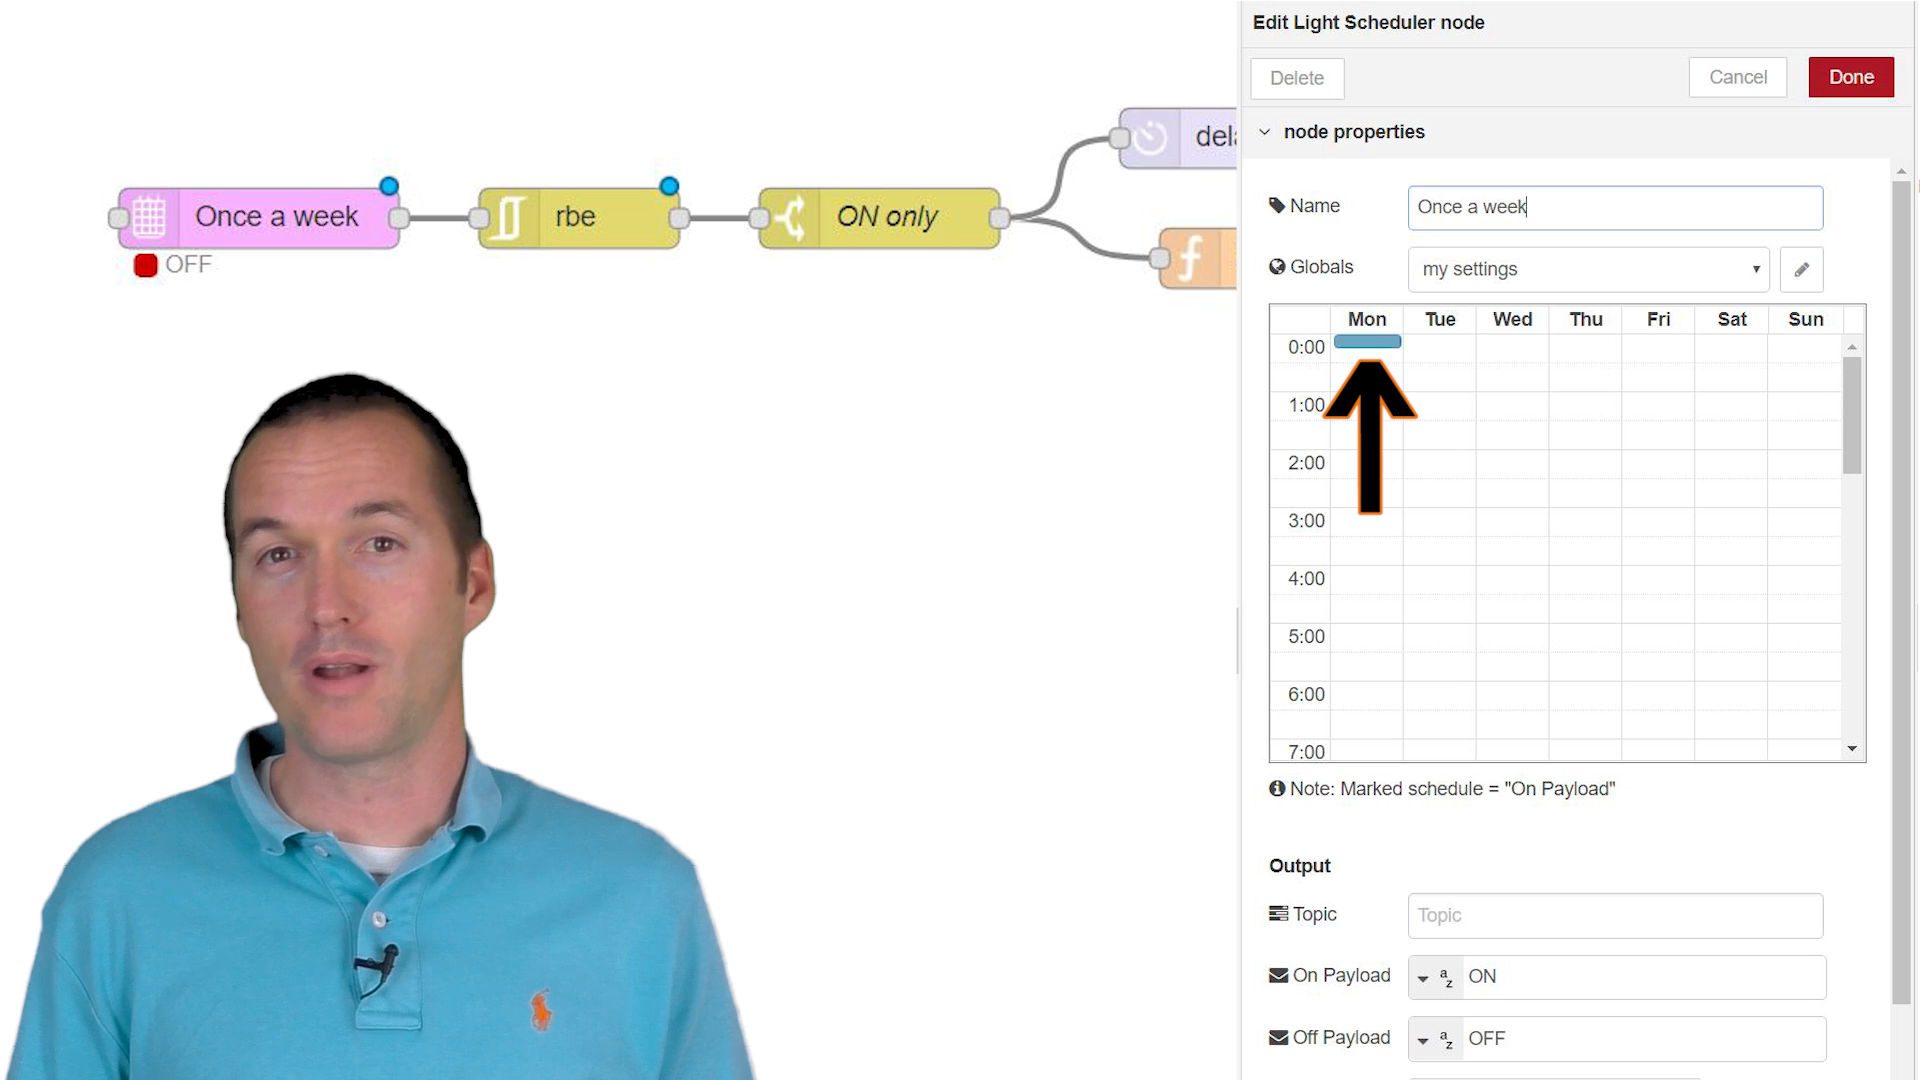 Edit Light Scheduler node
Delete
Cancel
Done
node properties
Once a week
OFF
rbe
ON only
Name
Once a week
Globals
my settings
Mon Tue Wed Thu Fri Sat Sun
0:00
1:00
2:00
3:00
4:00
5:00
6:00
7:00
Note: Marked schedule = "On Payload"
Output
Topic
Topic
On Payload
a
z
ON
Off Payload
a
z
OFF